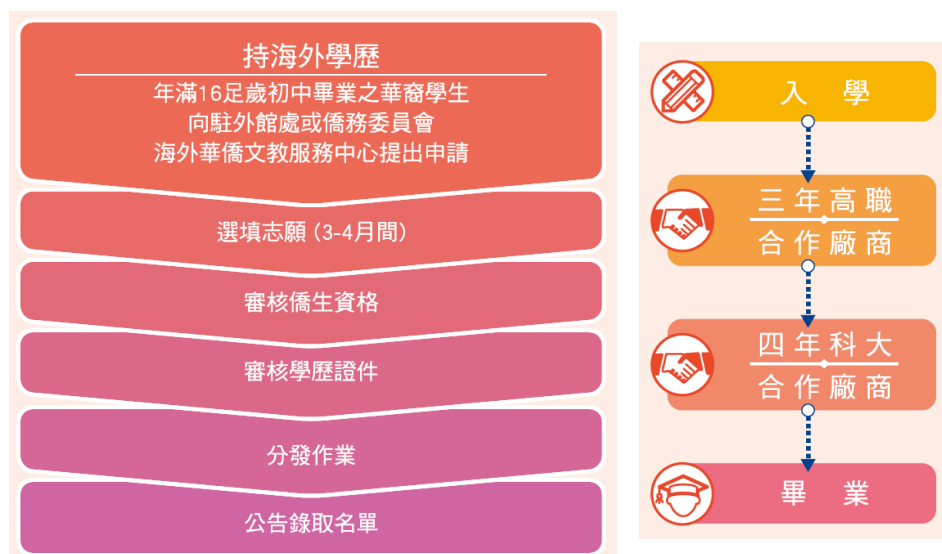 持海外學歷
年滿16足歲初中畢業之華裔學生
向駐外館處或僑務委員會
海外華僑文教服務中心提出申請
選填志願 (3-4月間)
審核僑生資格
審核學歷證件
分發作業
公告錄取名單
入學
三年高職
合作廠商
四年科大
合作廠商
畢業